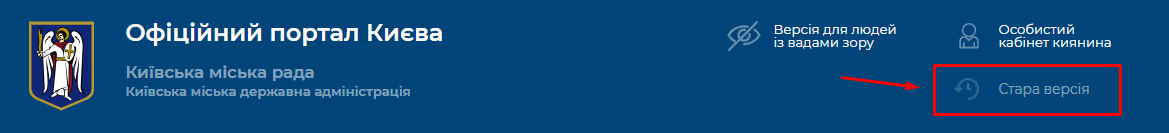 Офіційний портал Києва
Київська міська рада
Київська міська державна адміністрація
Версія для людей
із вадами зору
Особистий
кабінет киянина
Стара версія